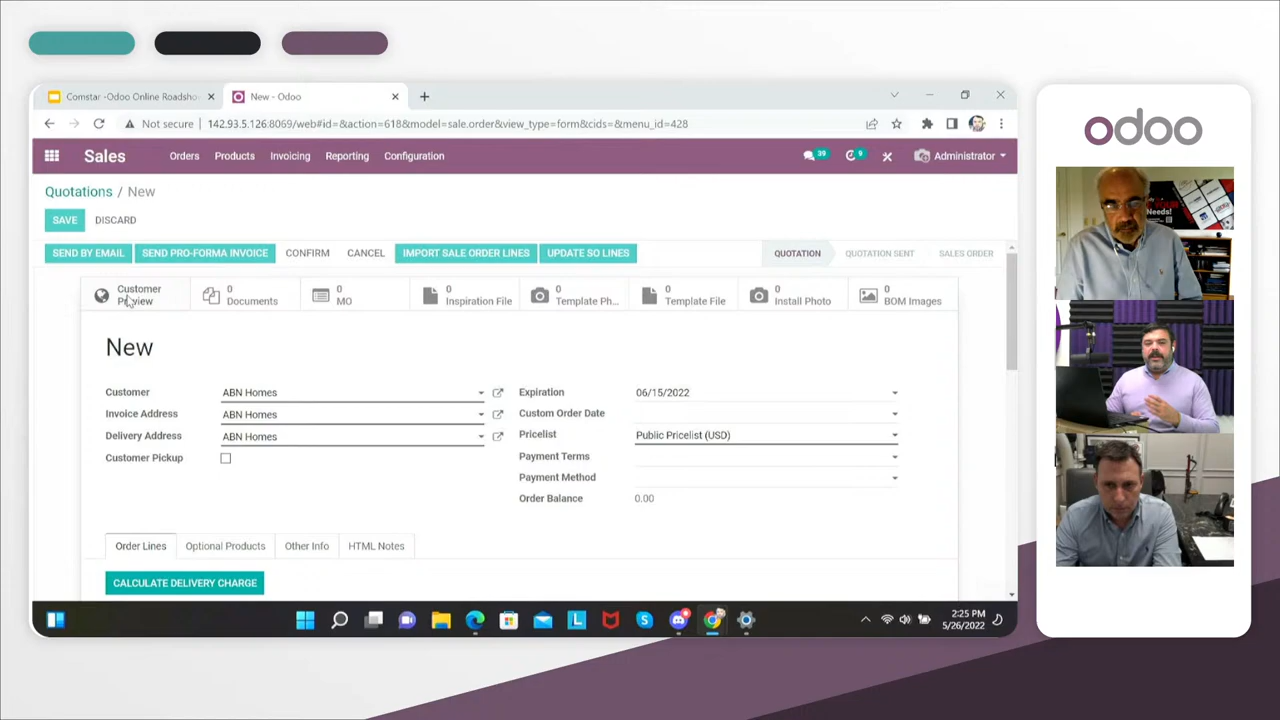 Comstar -Odoo Online Roadsho
New - Odoo
Not secure
142.93.5.126:8069/web#id=&action=618&model=sale.order&view_type=form&cids=&menu_id=428
Sales
Orders
Products
Invoicing
Reporting
Configuration
39
9
Administrator
Quotations / New
SAVE
DISCARD
SEND BY EMAIL
SEND PRO-FORMA INVOICE
CONFIRM
CANCEL
IMPORT SALE ORDER LINES
UPDATE SO LINES
QUOTATION
QUOTATION SENT
SALES ORDER
Customer
Preview
0
Documents
0
MO
0
Inspiration File
0
Template Ph...
0
Template File
0
Install Photo
0
BOM Images
New
Customer
ABN Homes
Invoice Address
ABN Homes
Delivery Address
ABN Homes
Customer Pickup
Expiration
06/15/2022
Custom Order Date
Pricelist
Public Pricelist (USD)
Payment Terms
Payment Method
Order Balance
0.00
Order Lines
Optional Products
Other Info
HTML Notes
CALCULATE DELIVERY CHARGE
2:25 PM
5/26/2022
odoo
Needs!